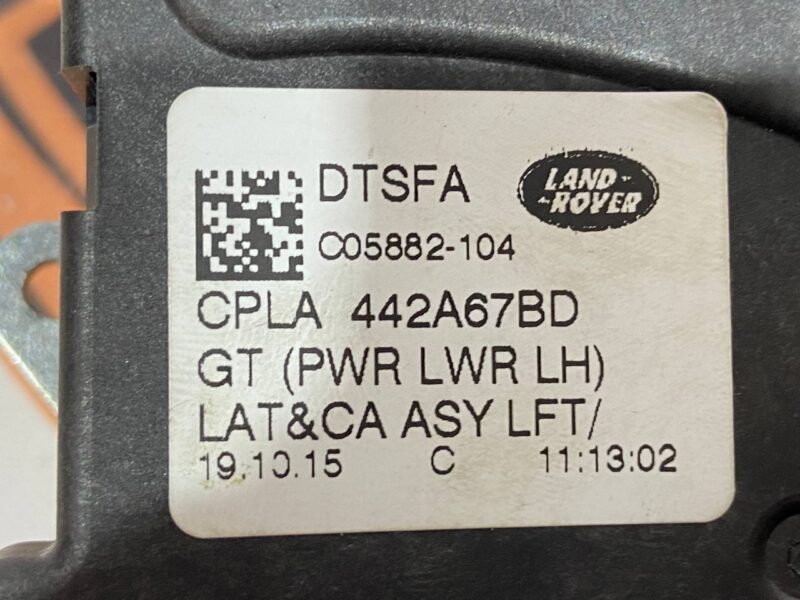 DTSFA
LAND-
-ROVER
C05882-104
CPLA 442A67BD
GT (PWR LWR LH)
LAT&CA ASY LFT/
19.10.15 C 11:13:02